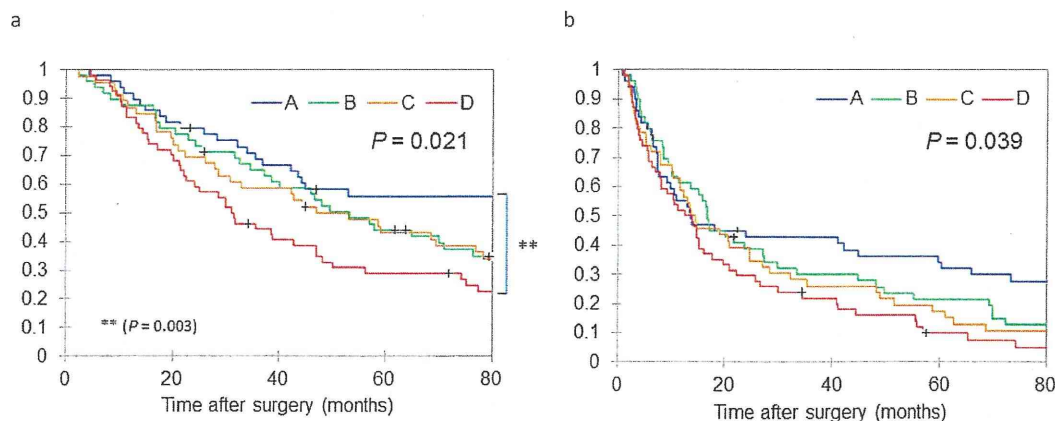 a
1
0.9
0.8
0.7
0.6
0.5
0.4
0.3
0.2
0.1
0
A B C D
P = 0.021
**
** (P = 0.003)
0 20 40 60 80
Time after surgery (months)
b
1
0.9
0.8
0.7
0.6
0.5
0.4
0.3
0.2
0.1
0
A B C D
P = 0.039
0 20 40 60 80
Time after surgery (months)